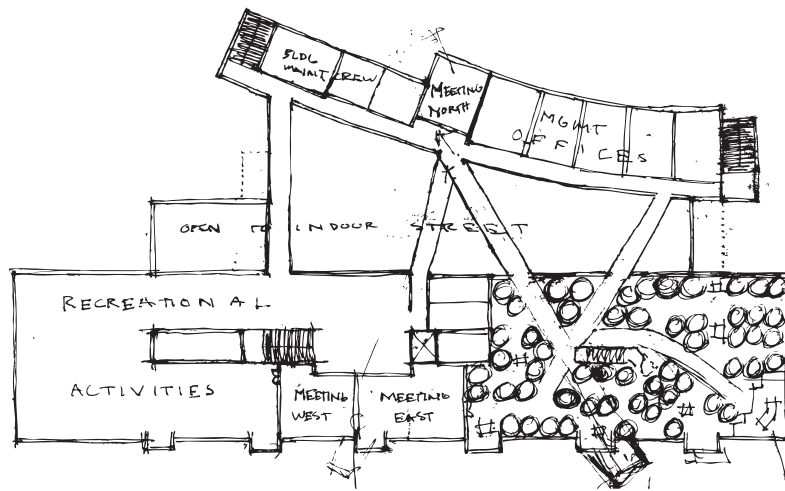 BLDG
MAINT CREW
MEETING
NORTH
MGMT
OFFICES
OPEN TO INDOOR STREET
RECREATIONAL
ACTIVITIES
MEETING
WEST
MEETING
EAST